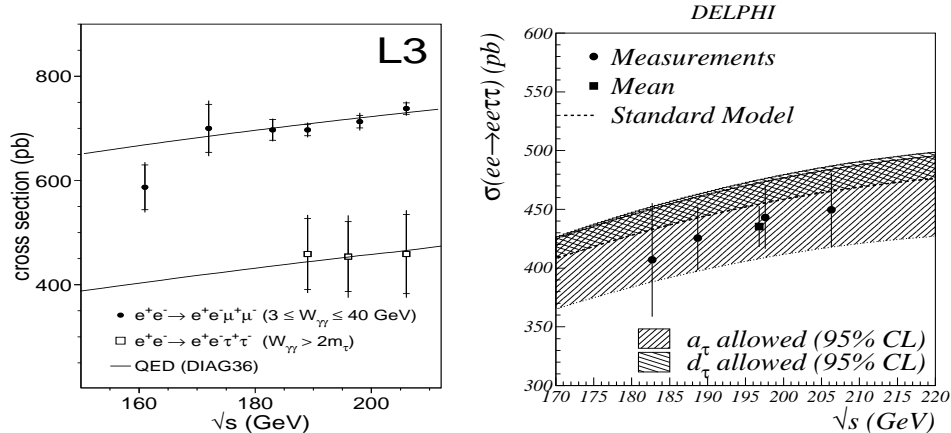 L3
800
600
400
cross section (pb)
e⁺e⁻→ e⁺e⁻μ⁺μ⁻ (3 ≤ Wγγ ≤ 40 GeV)
e⁺e⁻→ e⁺e⁻τ⁺τ⁻ (Wγγ > 2mτ)
QED (DIAG36)
160 180 200
√s (GeV)
DELPHI
600
550
500
450
400
350
300
σ(ee→eeττ) (pb)
Measurements
Mean
Standard Model
aτ allowed (95% CL)
dτ allowed (95% CL)
170 175 180 185 190 195 200 205 210 215 220
√s (GeV)